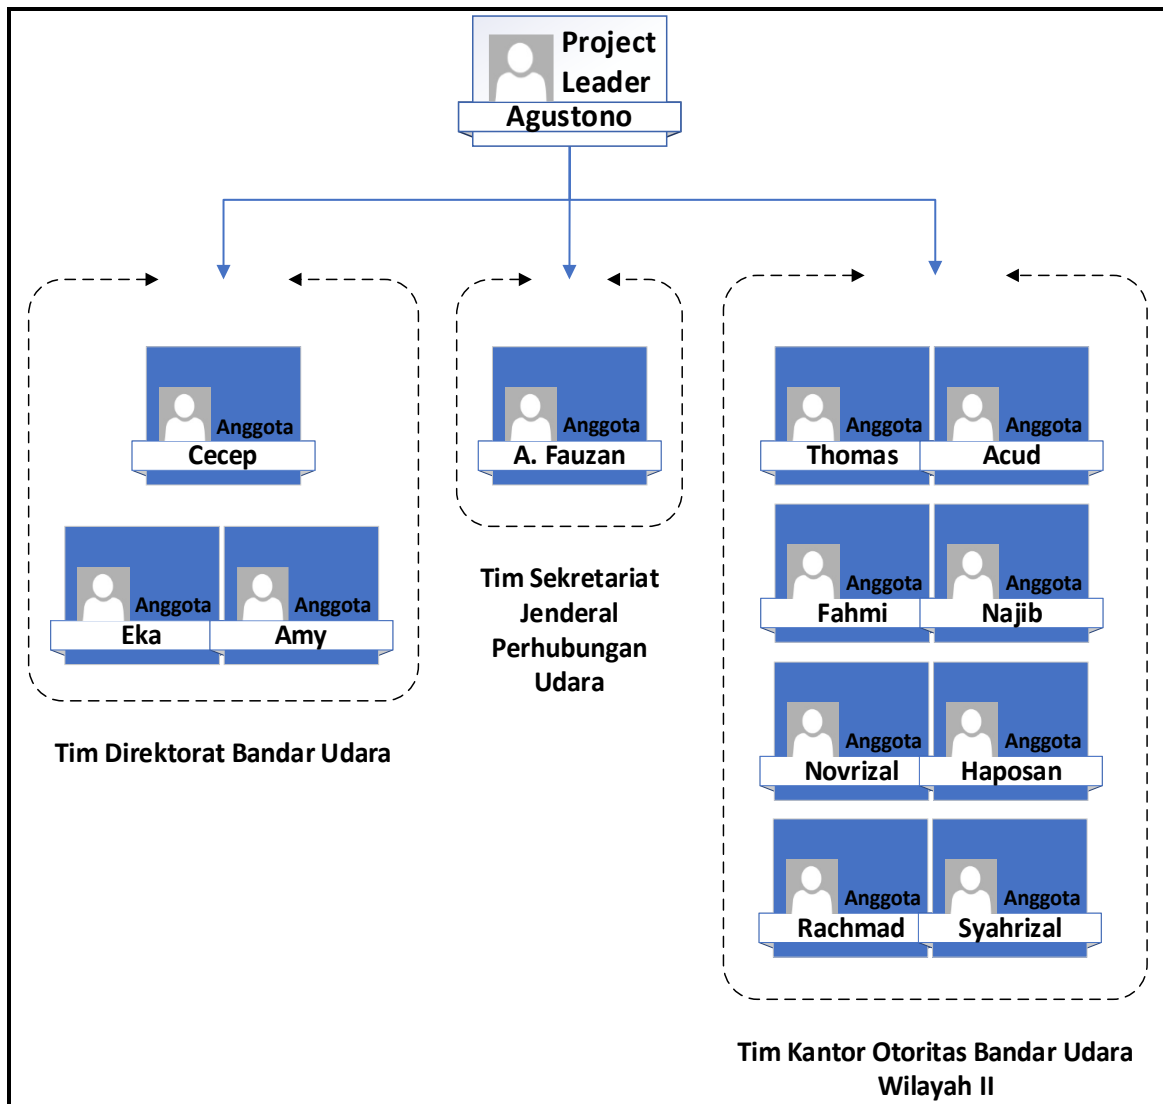 Project
Leader
Agustono
Anggota
Cecep
Anggota
Eka
Anggota
Amy
Tim Direktorat Bandar Udara
Anggota
A. Fauzan
Tim Sekretariat
Jenderal
Perhubungan
Udara
Anggota
Thomas
Anggota
Acud
Anggota
Fahmi
Anggota
Najib
Anggota
Novrizal
Anggota
Haposan
Anggota
Rachmad
Anggota
Syahrizal
Tim Kantor Otoritas Bandar Udara
Wilayah II